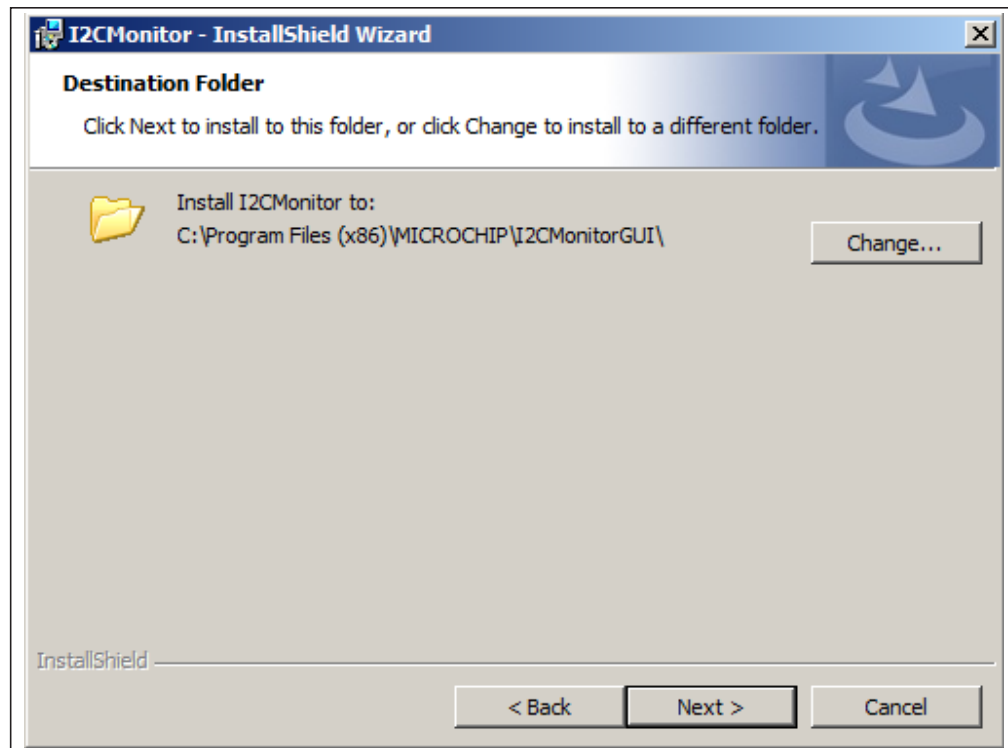 I2CMonitor - InstallShield Wizard
Destination Folder
Click Next to install to this folder, or click Change to install to a different folder.
Install I2CMonitor to:
C:\Program Files (x86)\MICROCHIP\I2CMonitorGUI\
Change...
InstallShield
< Back
Next >
Cancel